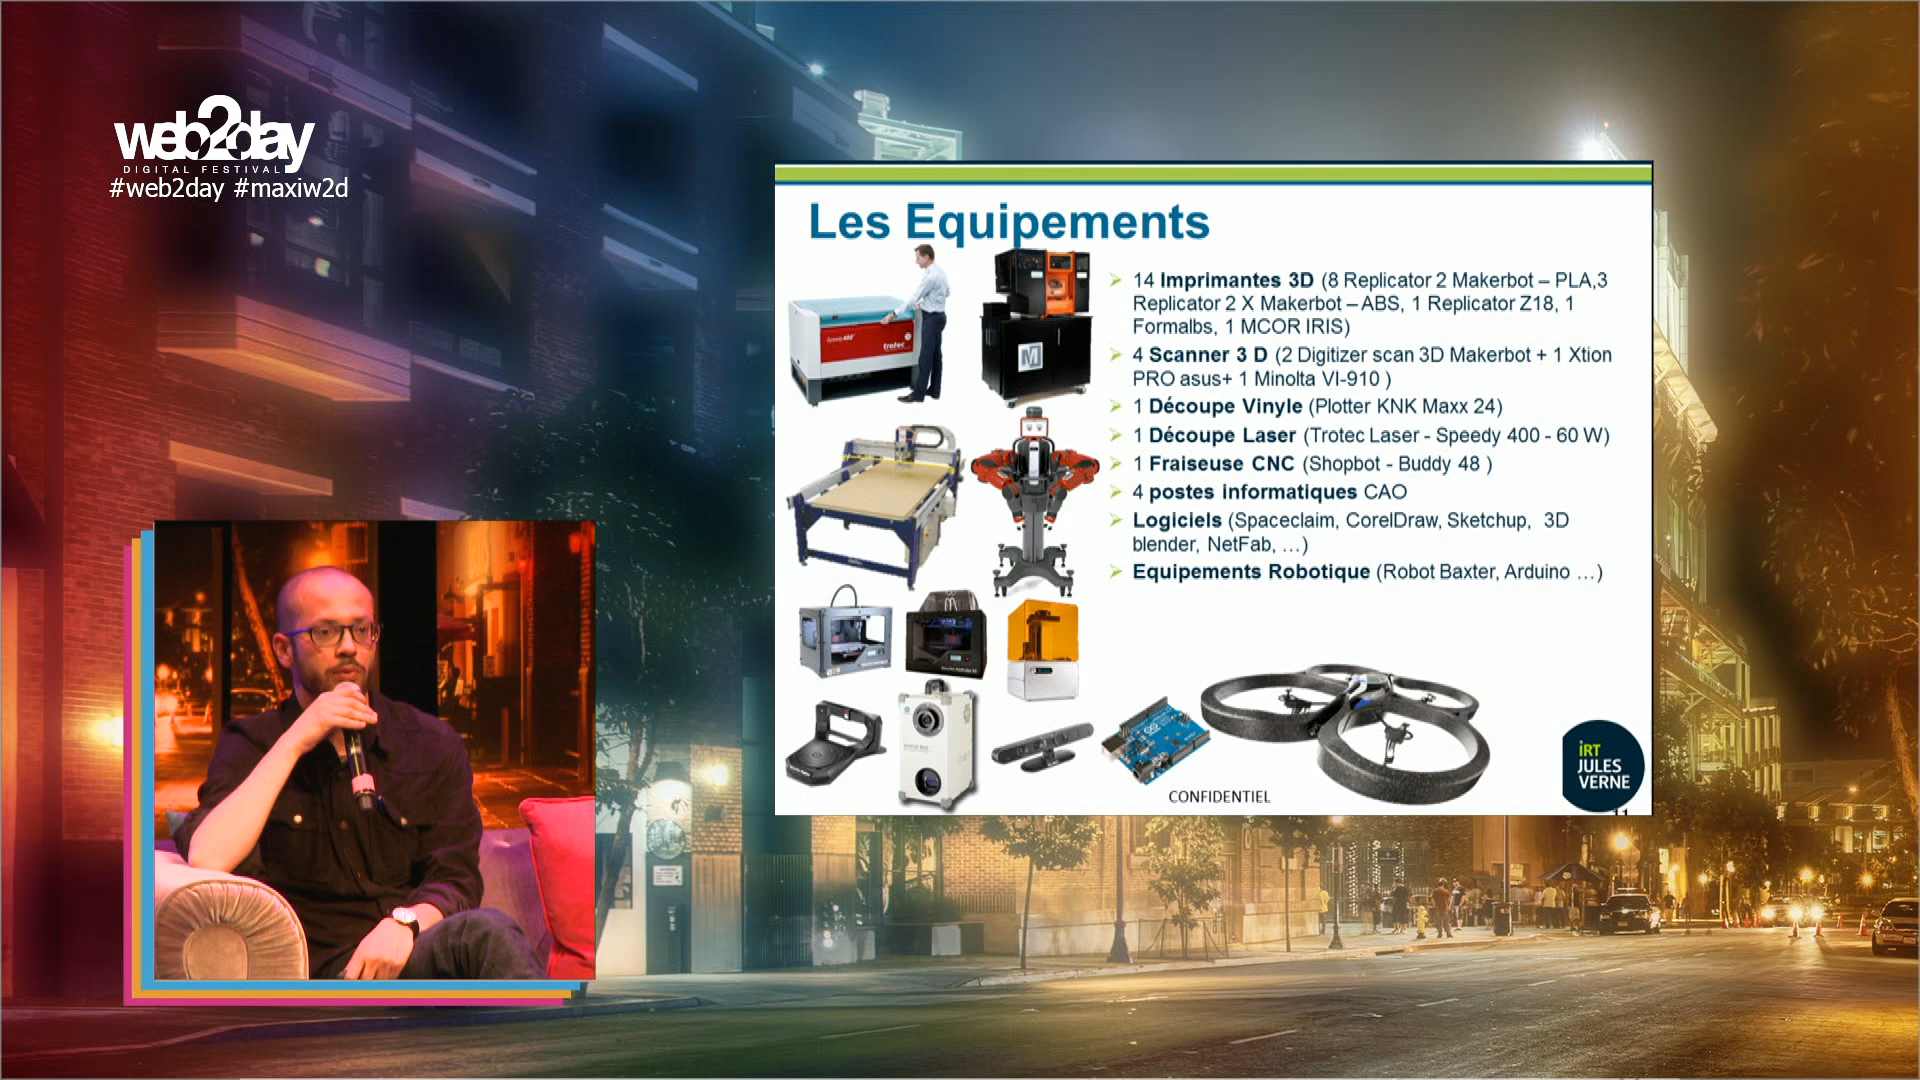 web2day
DIGITAL FESTIVAL
#web2day #maxiw2d
Les Equipements
14 Imprimantes 3D (8 Replicator 2 Makerbot – PLA,3
Replicator 2 X Makerbot – ABS, 1 Replicator Z18, 1
Formalbs, 1 MCOR IRIS)
4 Scanner 3 D (2 Digitizer scan 3D Makerbot + 1 Xtion
PRO asus+ 1 Minolta VI-910 )
1 Découpe Vinyle (Plotter KNK Maxx 24)
1 Découpe Laser (Trotec Laser - Speedy 400 - 60 W)
1 Fraiseuse CNC (Shopbot - Buddy 48 )
4 postes informatiques CAO
Logiciels (Spaceclaim, CorelDraw, Sketchup, 3D
blender, NetFab, …)
Equipements Robotique (Robot Baxter, Arduino …)
trotec
M
CONFIDENTIEL
iRT
JULES
VERNE
11